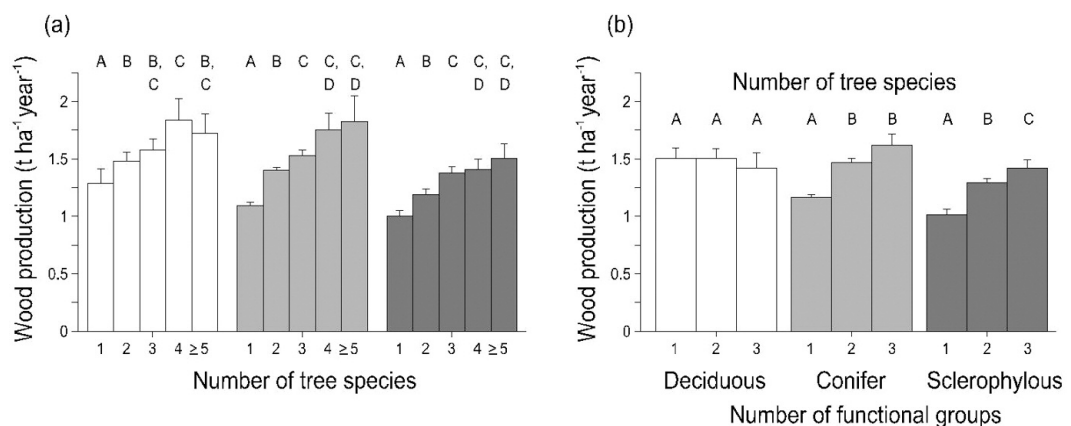 (a)
A B B, C C, B,
C C
A B C C, C,
D D
A B C C, C,
D D
Wood production (t ha⁻¹ year⁻¹)
2
1.5
1
0.5
0
1 2 3 4 ≥5 1 2 3 4 ≥5 1 2 3 4 ≥5
Number of tree species
(b)
Number of tree species
A A A A B B A B C
Wood production (t ha⁻¹ year⁻¹)
2
1.5
1
0.5
0
1 2 3 1 2 3 1 2 3
Deciduous Conifer Sclerophylous
Number of functional groups